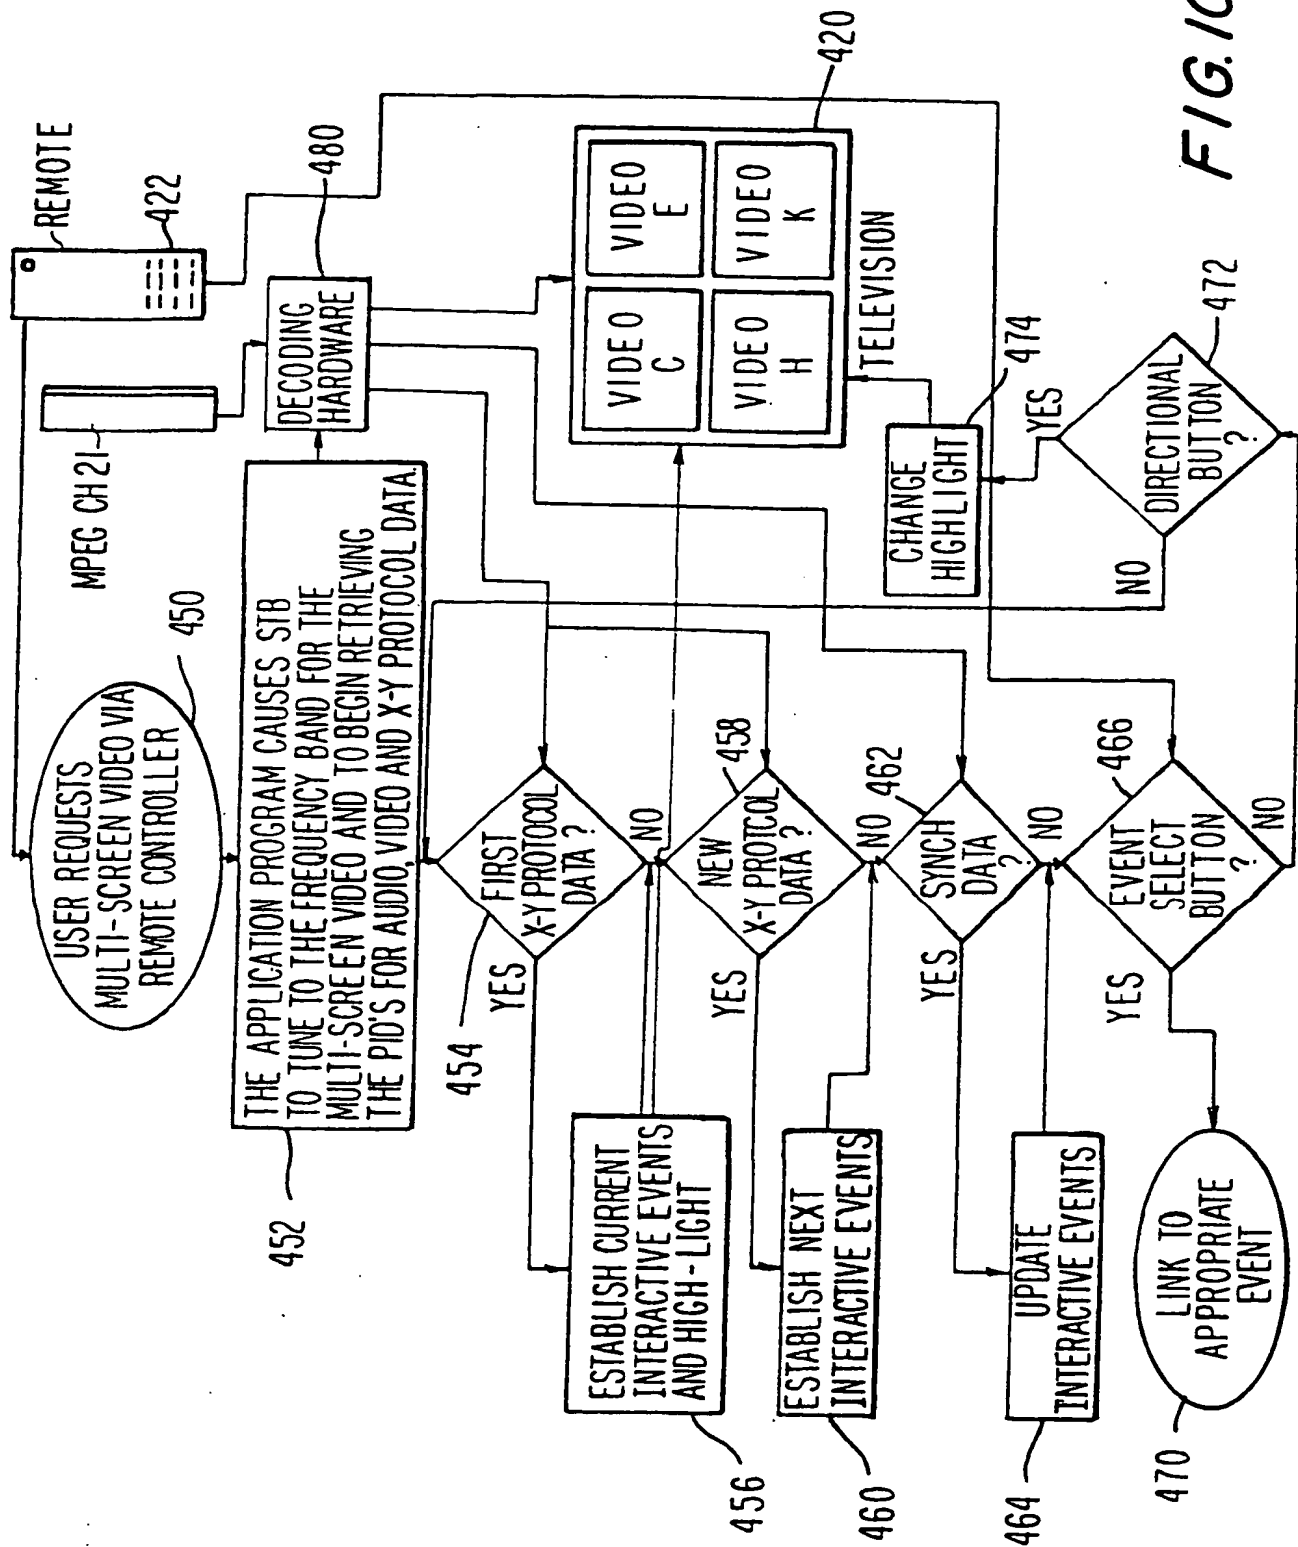 REMOTE
422
MPEG CH 21
USER REQUESTS
MULTI-SCREEN VIDEO VIA
REMOTE CONTROLLER
450
DECODING
HARDWARE
480
THE APPLICATION PROGRAM CAUSES STB
TO TUNE TO THE FREQUENCY BAND FOR THE
MULTI-SCREEN VIDEO AND TO BEGIN RETRIEVING
THE PID'S FOR AUDIO, VIDEO AND X-Y PROTOCOL DATA.
452
VIDEO
C
VIDEO
E
VIDEO
H
VIDEO
K
TELEVISION
420
FIRST
X-Y PROTOCOL
DATA?
454
YES
NO
ESTABLISH CURRENT
INTERACTIVE EVENTS
AND HIGH-LIGHT
456
NEW
X-Y PROTCOL
DATA?
458
YES
NO
ESTABLISH NEXT
INTERACTIVE EVENTS
460
SYNCH
DATA
?
462
YES
NO
UPDATE
INTERACTIVE EVENTS
464
CHANGE
HIGHLIGHT
474
EVENT
SELECT
BUTTON
?
466
YES
NO
LINK TO
APPROPRIATE
EVENT
470
DIRECTIONAL
BUTTON
?
472
YES
NO
FIG. 10